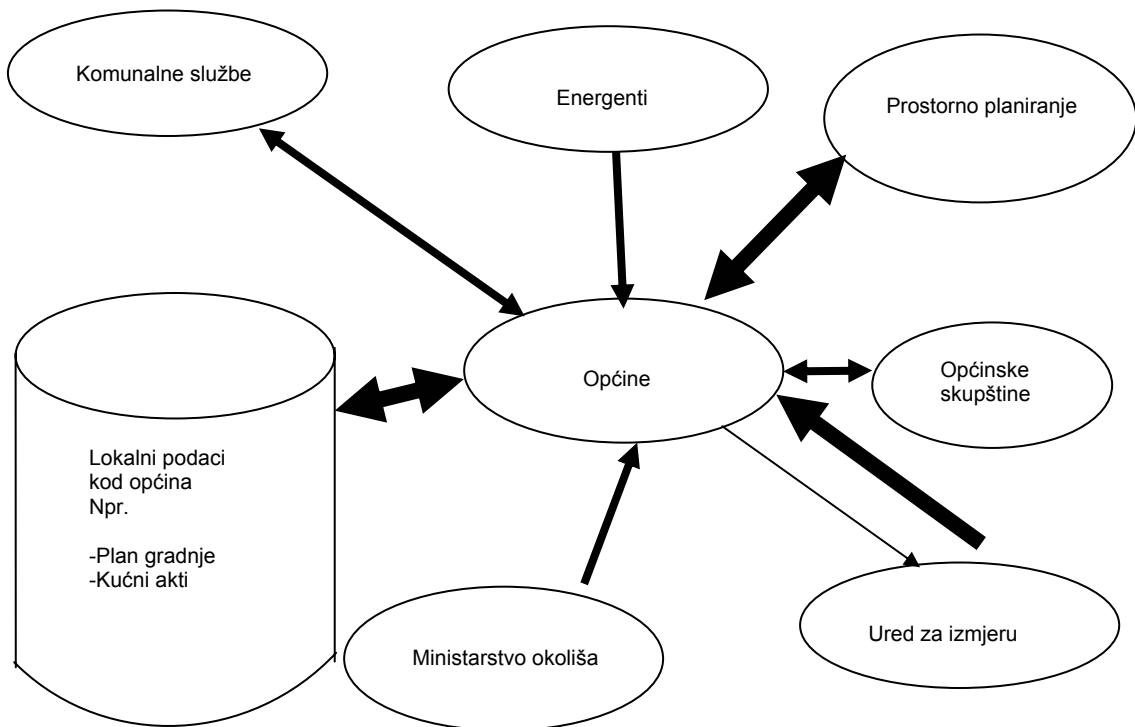 Komunalne službe
Energenti
Prostorno planiranje
Općine
Općinske
skupštine
Lokalni podaci
kod općina
Npr.
-Plan gradnje
-Kućni akti
Ministarstvo okoliša
Ured za izmjeru